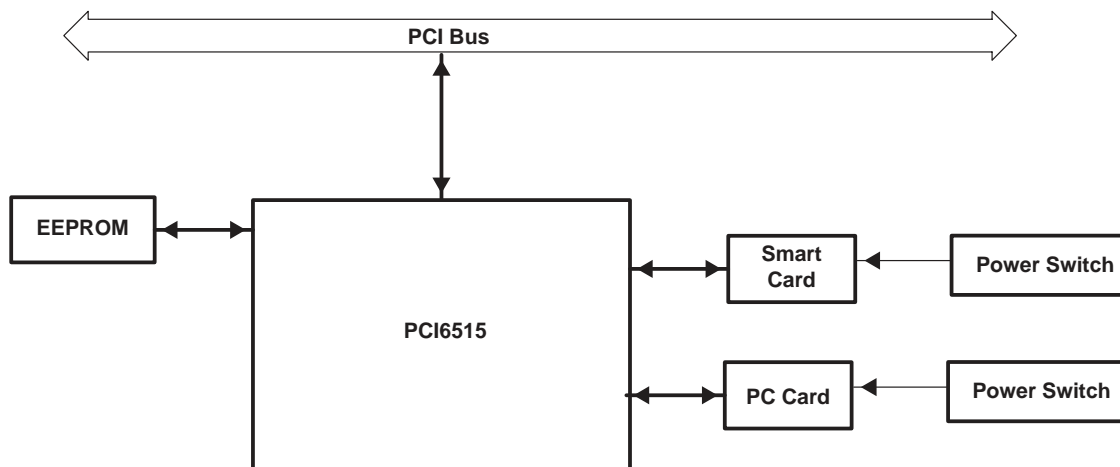 PCI Bus
EEPROM
Smart
Card
Power Switch
PCI6515
PC Card
Power Switch